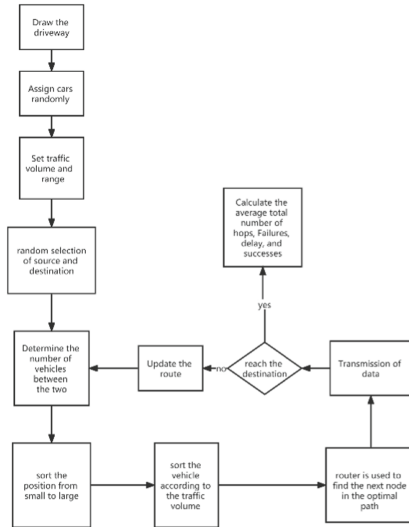 Draw the
driveway
Assign cars
randomly
Set traffic
volume and
range
random selection
of source and
destination
Determine the
number of
vehicles
between
the two
sort the
position from
small to large
sort the
vehicle
according to
the traffic
volume
router is used to
find the next node
in the optimal
path
Transmission of
data
reach the
destination
no
Update the
route
yes
Calculate the
average total
number of
hops, Failures,
delay, and
successes